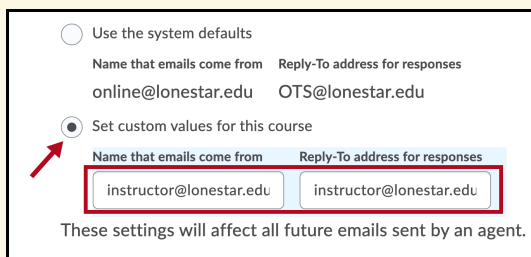 Use the system defaults
Name that emails come from Reply-To address for responses
online@lonestar.edu OTS@lonestar.edu
Set custom values for this course
Name that emails come from Reply-To address for responses
instructor@lonestar.edu instructor@lonestar.edu
These settings will affect all future emails sent by an agent.